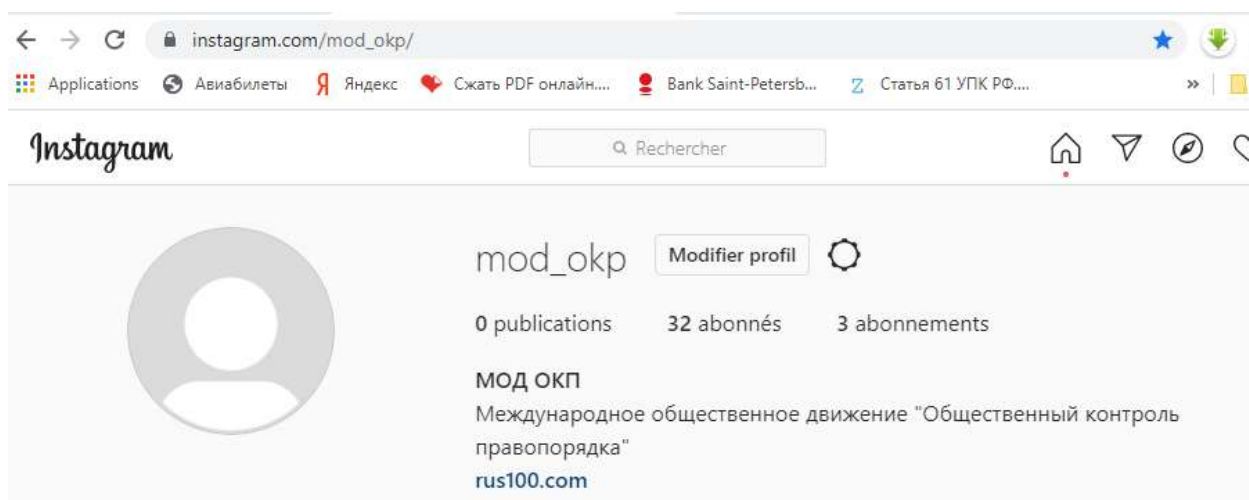 instagram.com/mod_okp/
Applications Авиабилеты Яндекс Сжать PDF онлайн.... Bank Saint-Petersb... Статья 61 УПК РФ.... »
Instagram Rechercher
mod_okp Modifier profil
0 publications 32 abonnés 3 abonnements
МОД ОКП
Международное общественное движение "Общественный контроль
правопорядка"
rus100.com